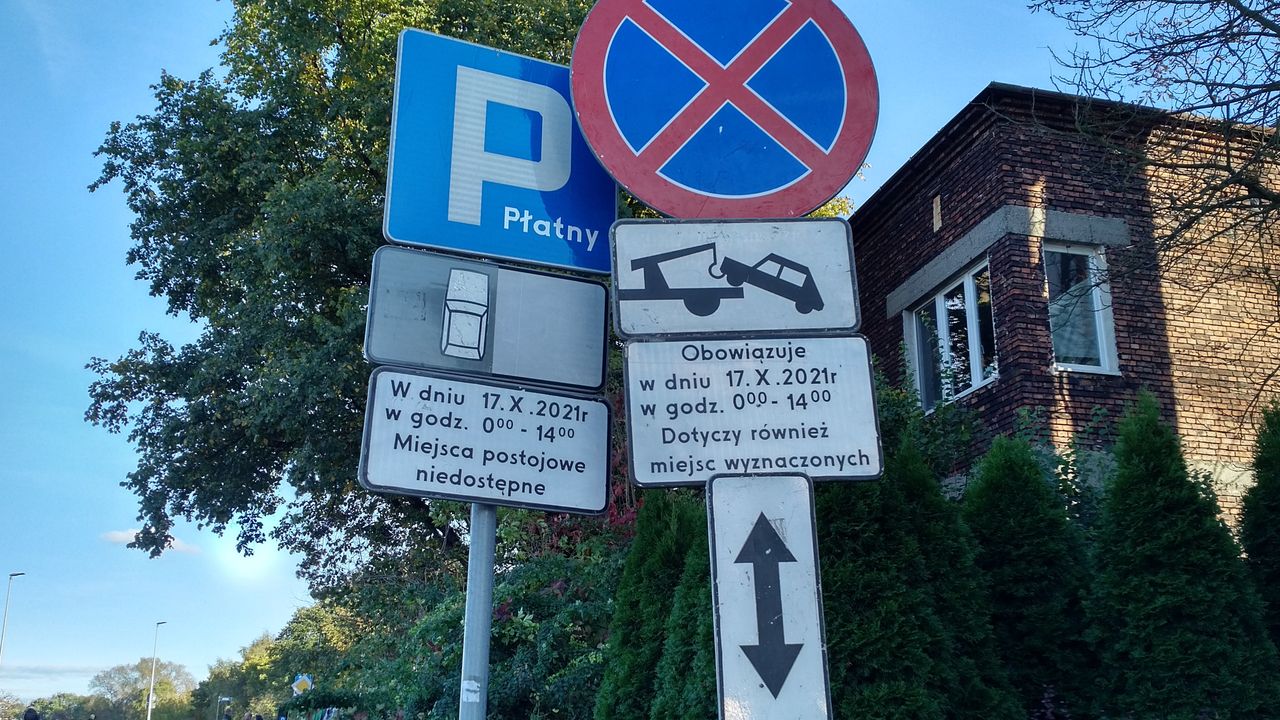 P
Płatny
W dniu 17.X.2021r
w godz. 0⁰⁰ - 14⁰⁰
Miejsca postojowe
niedostępne
Obowiązuje
w dniu 17.X.2021r
w godz. 0⁰⁰ - 14⁰⁰
Dotyczy również
miejsc wyznaczonych